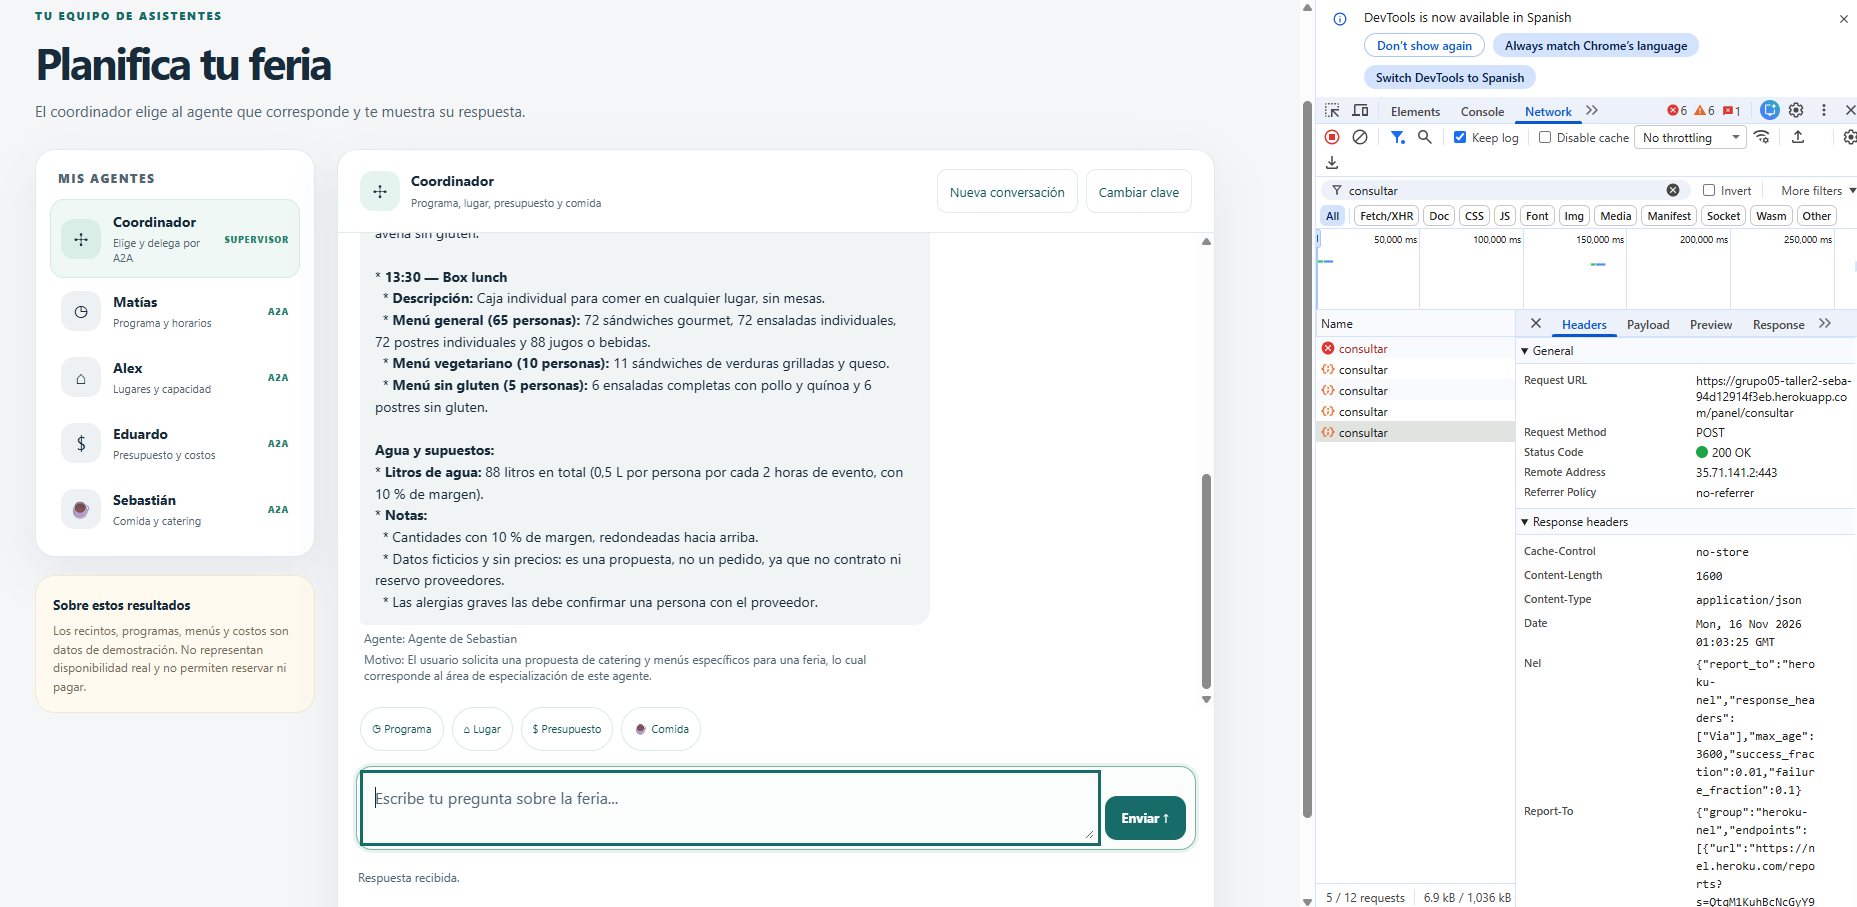 TU EQUIPO DE ASISTENTES
Planifica tu feria
El coordinador elige al agente que corresponde y te muestra su respuesta.
MIS AGENTES
Coordinador
Elige y delega por
A2A
SUPERVISOR
Matías
Programa y horarios
A2A
Alex
Lugares y capacidad
A2A
$
Eduardo
Presupuesto y costos
A2A
Sebastián
Comida y catering
A2A
Sobre estos resultados
Los recintos, programas, menús y costos son
datos de demostración. No representan
disponibilidad real y no permiten reservar ni
pagar.
Coordinador
Programa, lugar, presupuesto y comida
Nueva conversación
Cambiar clave
avena sin gluten.
* 13:30 — Box lunch
* Descripción: Caja individual para comer en cualquier lugar, sin mesas.
* Menú general (65 personas): 72 sándwiches gourmet, 72 ensaladas individuales,
72 postres individuales y 88 jugos o bebidas.
* Menú vegetariano (10 personas): 11 sándwiches de verduras grilladas y queso.
* Menú sin gluten (5 personas): 6 ensaladas completas con pollo y quínoa y 6
postres sin gluten.
Agua y supuestos:
* Litros de agua: 88 litros en total (0,5 L por persona por cada 2 horas de evento, con
10 % de margen).
* Notas:
* Cantidades con 10 % de margen, redondeadas hacia arriba.
* Datos ficticios y sin precios: es una propuesta, no un pedido, ya que no contrato ni
reservo proveedores.
* Las alergias graves las debe confirmar una persona con el proveedor.
Agente: Agente de Sebastian
Motivo: El usuario solicita una propuesta de catering y menús específicos para una feria, lo cual
corresponde al área de especialización de este agente.
Programa
Lugar
$ Presupuesto
Comida
Escribe tu pregunta sobre la feria...
Enviar ↑
Respuesta recibida.
DevTools is now available in Spanish
Don't show again
Always match Chrome's language
Switch DevTools to Spanish
Elements
Console
Network
6
6
1
Keep log
Disable cache
No throttling
consultar
Invert
More filters
All
Fetch/XHR
Doc
CSS
JS
Font
Img
Media
Manifest
Socket
Wasm
Other
50,000 ms
100,000 ms
150,000 ms
200,000 ms
250,000 ms
Name
consultar
consultar
consultar
consultar
consultar
5 / 12 requests
6.9 kB / 1,036 kB
Headers
Payload
Preview
Response
General
Request URL
https://grupo05-taller2-seba-
94d12914f3eb.herokuapp.co
m/panel/consultar
Request Method
POST
Status Code
200 OK
Remote Address
35.71.141.2:443
Referrer Policy
no-referrer
Response headers
Cache-Control
no-store
Content-Length
1600
Content-Type
application/json
Date
Mon, 16 Nov 2026
01:03:25 GMT
Nel
{"report_to":"hero
ku-
nel","response_hea
ders":
["Via"],"max_age":
3600,"success_frac
tion":0.01,"failur
e_fraction":0.1}
Report-To
{"group":"heroku-
nel","endpoints":
[{"url":"https://n
el.heroku.com/repo
rts?
s=QtqM1KuhBcNcGyY9